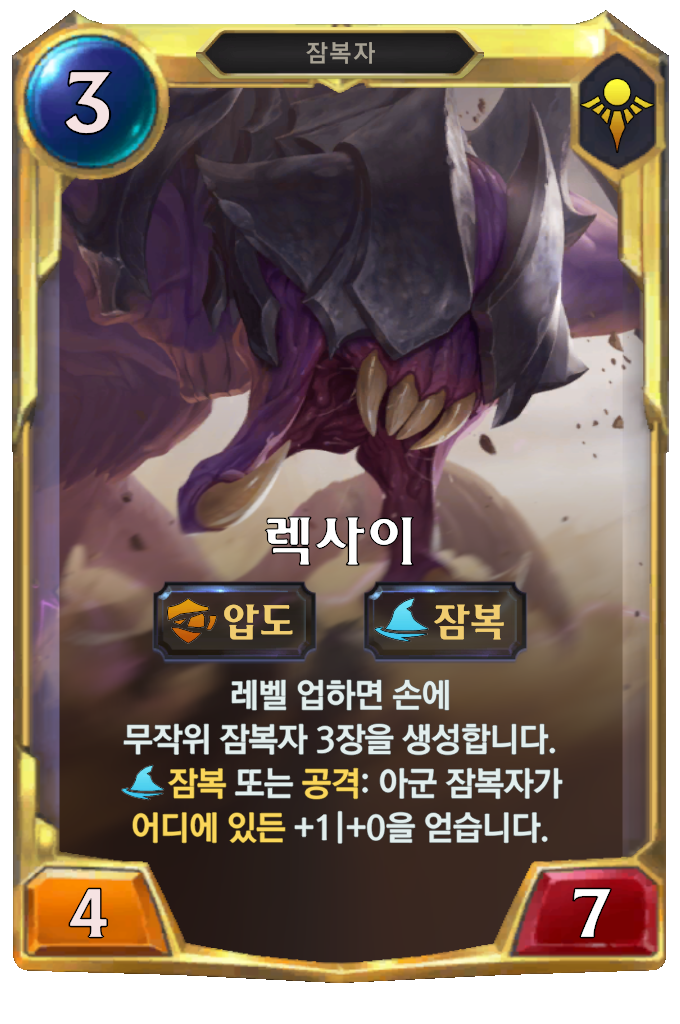 잠복자
3
렉사이
압도
잠복
레벨 업하면 손에
무작위 잠복자 3장을 생성합니다.
잠복 또는 공격: 아군 잠복자가
어디에 있든 +1|+0을 얻습니다.
4
7